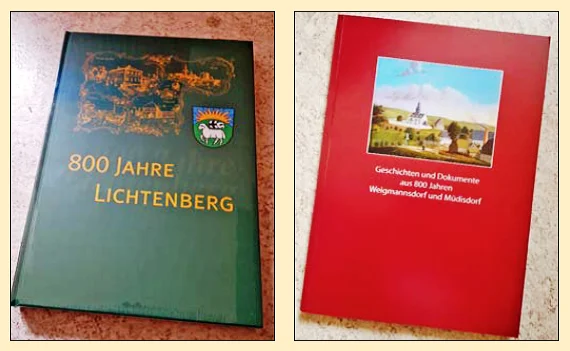 800 JAHRE
LICHTENBERG
Geschichten und Dokumente
aus 800 Jahren
Weigmannsdorf und Müdisdorf